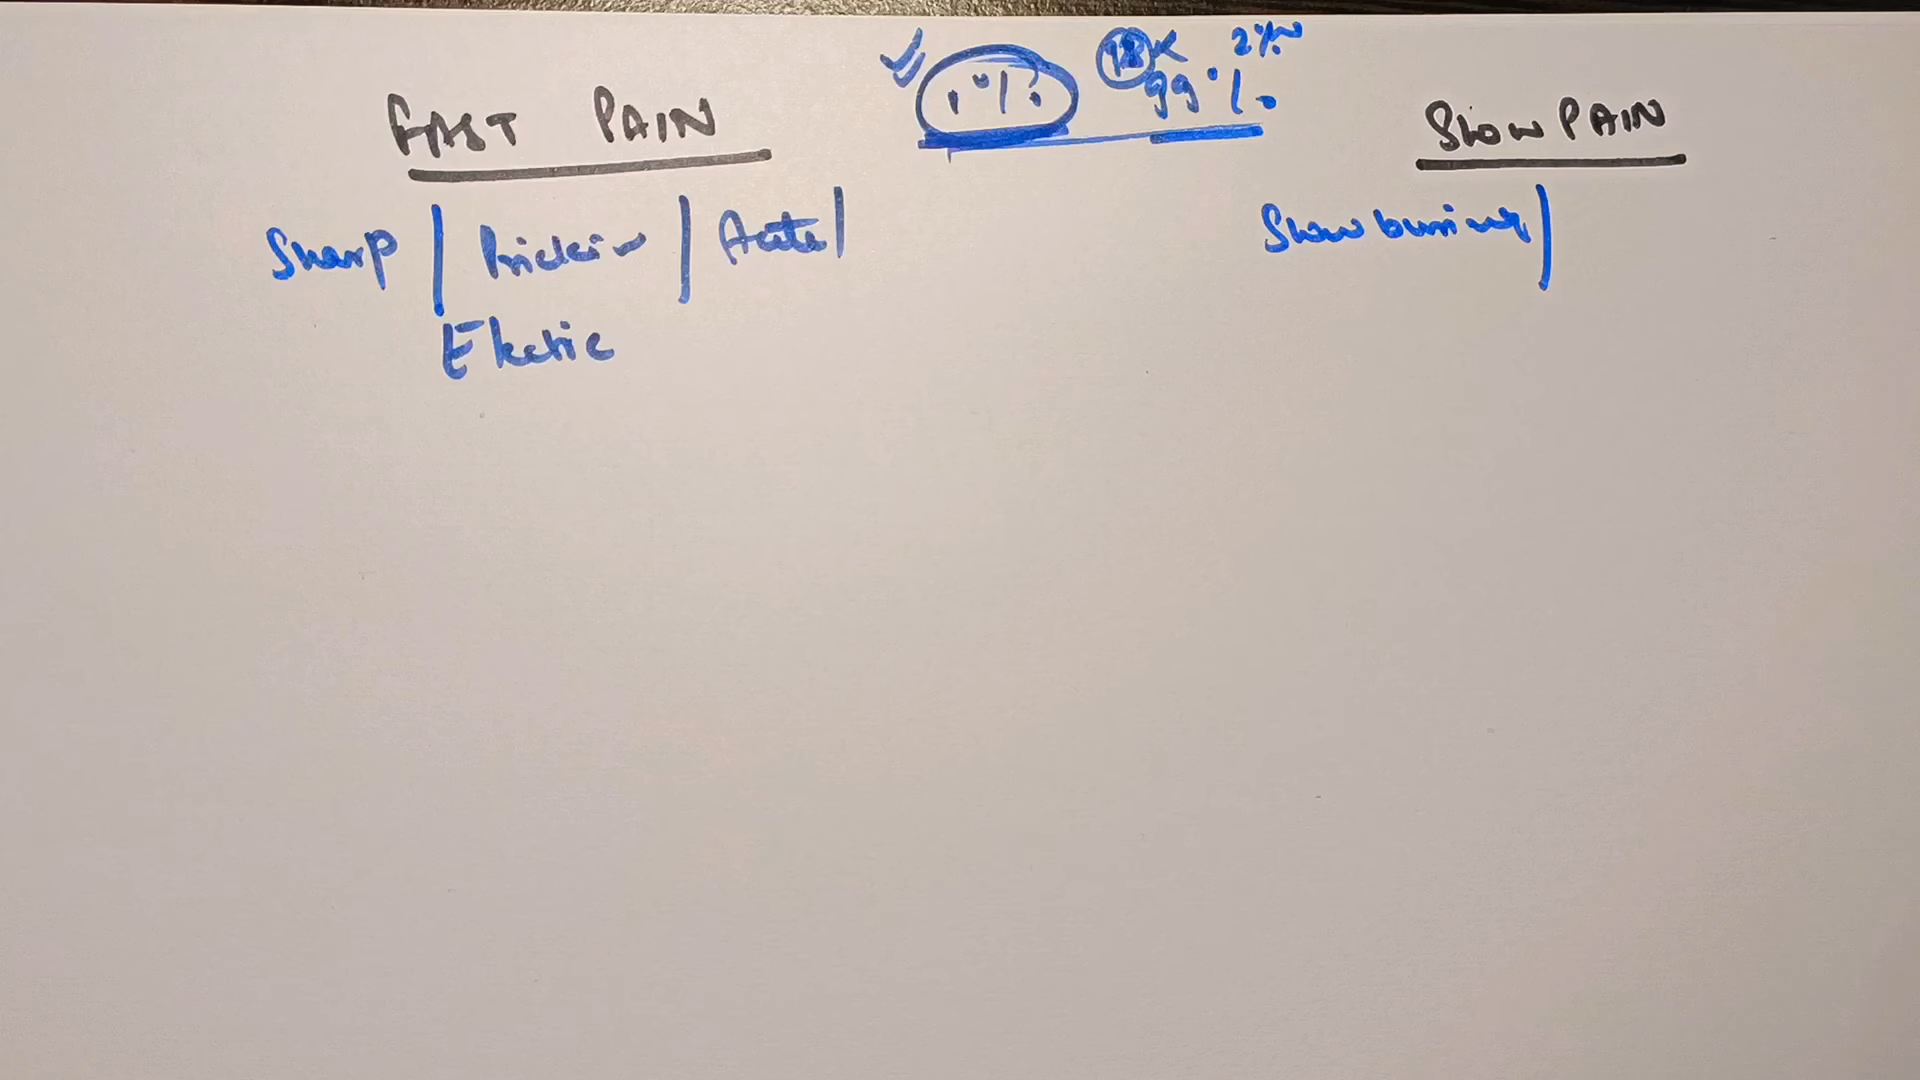 FAST PAIN
1%
18K 2%
99%
SLOW PAIN
Sharp | Pricking | Acute |
Electric
Slow burning |